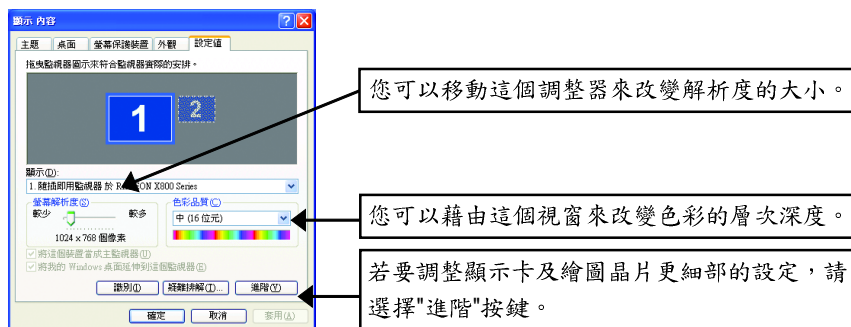 顯示 內容
主題 桌面 螢幕保護裝置 外觀 設定值
拖曳監視器圖示來符合監視器實際的安排。
1 2
您可以移動這個調整器來改變解析度的大小。
顯示(D):
1. 隨插即用監視器 於 R ON X800 Series
螢幕解析度(S) 色彩品質(C)
較少 較多 中 (16 位元)
1024 x 768 個像素
您可以藉由這個視窗來改變色彩的層次深度。
將這個裝置當成主監視器(U)
將我的 Windows 桌面延伸到這個監視器(E)
識別(I) 疑難排解(T)... 進階(V)
若要調整顯示卡及繪圖晶片更細部的設定，請
選擇"進階"按鍵。
確定 取消 套用(A)